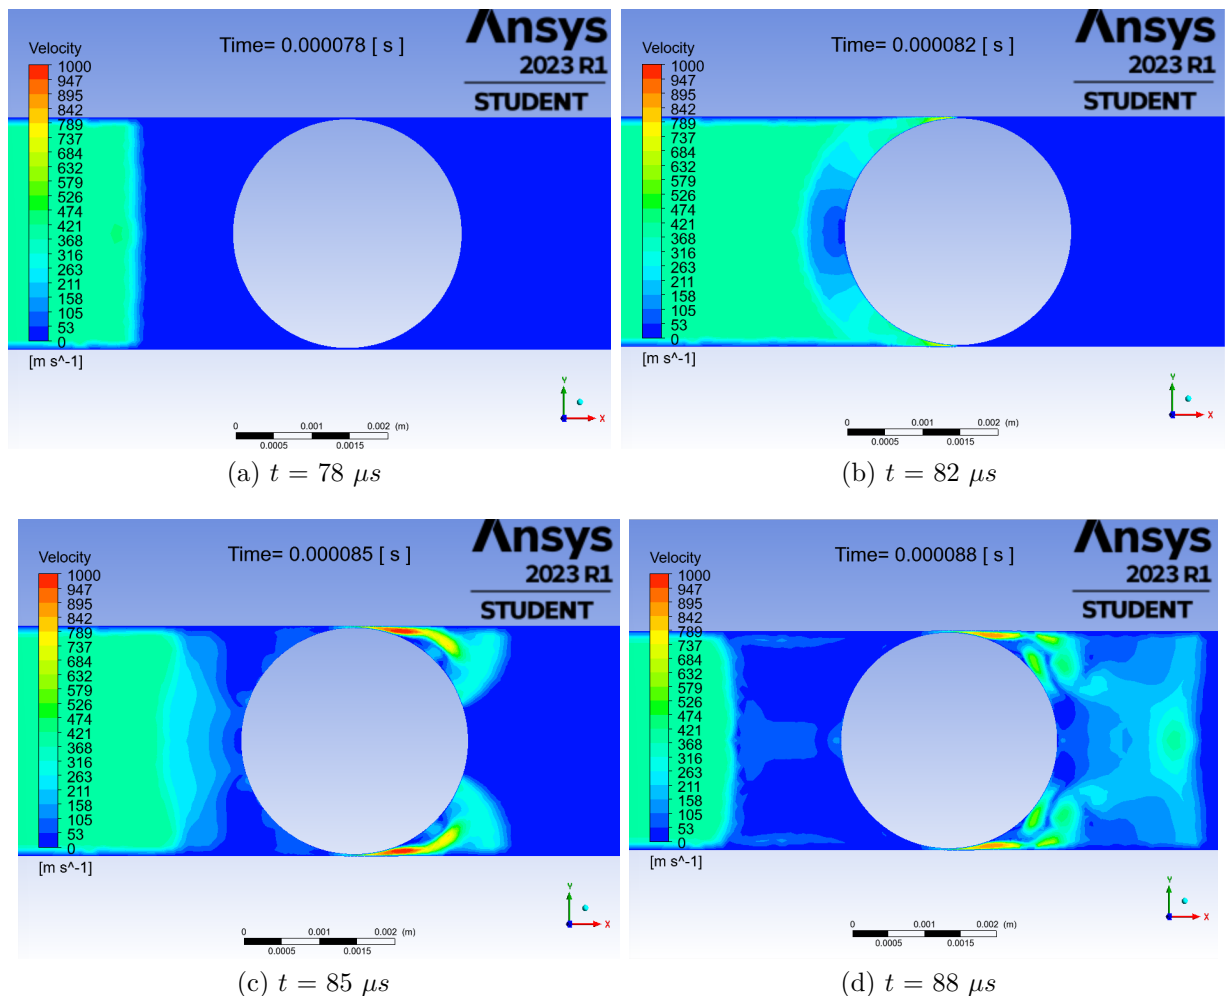 Ansys
2023 R1
STUDENT
Velocity
Time= 0.000078 [ s ]
1000
947
895
842
789
737
684
632
579
526
474
421
368
316
263
211
158
105
53
0
[m s^-1]
Y
X
0 0.001 0.002 (m)
0.0005 0.0015
(a) t = 78 μs
Ansys
2023 R1
STUDENT
Velocity
Time= 0.000082 [ s ]
1000
947
895
842
789
737
684
632
579
526
474
421
368
316
263
211
158
105
53
0
[m s^-1]
Y
X
0 0.001 0.002 (m)
0.0005 0.0015
(b) t = 82 μs
Ansys
2023 R1
STUDENT
Velocity
Time= 0.000085 [ s ]
1000
947
895
842
789
737
684
632
579
526
474
421
368
316
263
211
158
105
53
0
[m s^-1]
Y
X
0 0.001 0.002 (m)
0.0005 0.0015
(c) t = 85 μs
Ansys
2023 R1
STUDENT
Velocity
Time= 0.000088 [ s ]
1000
947
895
842
789
737
684
632
579
526
474
421
368
316
263
211
158
105
53
0
[m s^-1]
Y
X
0 0.001 0.002 (m)
0.0005 0.0015
(d) t = 88 μs